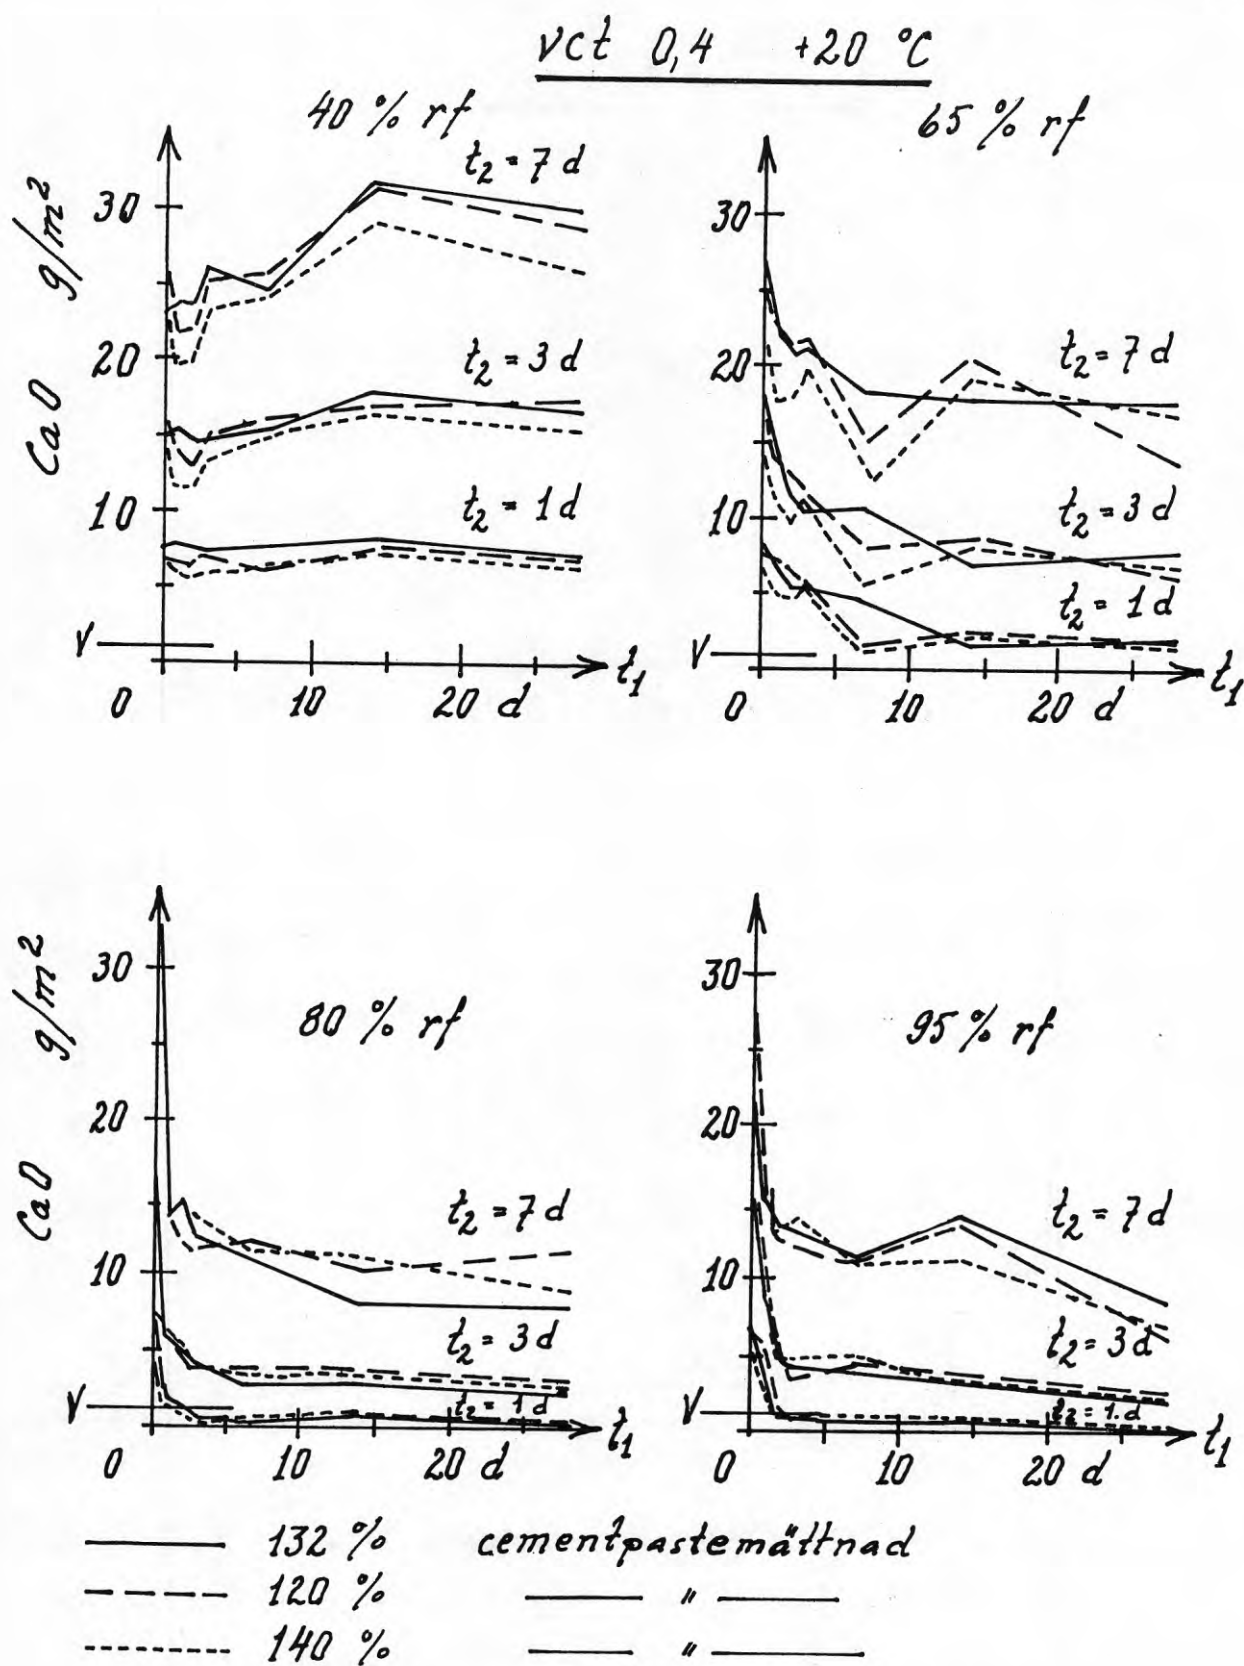 vct 0,4 +20 °C
40 % rf
CaO g/m²
30
20
10
V
0 10 20 d t₁
t₂ = 7 d
t₂ = 3 d
t₂ = 1 d
65 % rf
30
20
10
V
0 10 20 d t₁
t₂ = 7 d
t₂ = 3 d
t₂ = 1 d
80 % rf
CaO g/m²
30
20
10
V
0 10 20 d t₁
t₂ = 7 d
t₂ = 3 d
t₂ = 1 d
95 % rf
30
20
10
V
0 10 20 d t₁
t₂ = 7 d
t₂ = 3 d
t₂ = 1.d
132 % cementpastemättnad
120 % — " —
140 % — " —